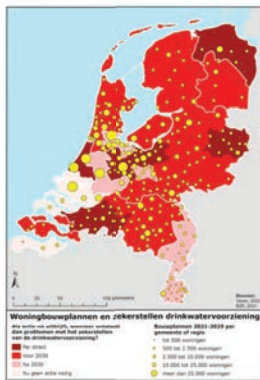 N
0 25 50 100 kilometers
Bronnen:
Woningbouwplannen en zekerstellen drinkwatervoorziening
Als actie nu uitblijft, wanneer ontstaan
dan problemen met het zekerstellen
van de drinkwatervoorziening?
Per direct
Voor 2030
Na 2030
Nu geen actie nodig
Bouwplannen 2021-2029 per
gemeente of regio
tot 500 woningen
500 tot 2.500 woningen
2.500 tot 10.000 woningen
10.000 tot 25.000 woningen
meer dan 25.000 woningen